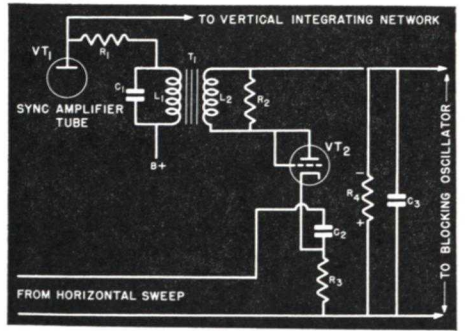 TO VERTICAL INTEGRATING NETWORK
VT1
R1
T1
C1
L1
L2
R2
SYNC AMPLIFIER
TUBE
B+
VT2
R4
C3
C2
R3
TO BLOCKING OSCILLATOR
FROM HORIZONTAL SWEEP